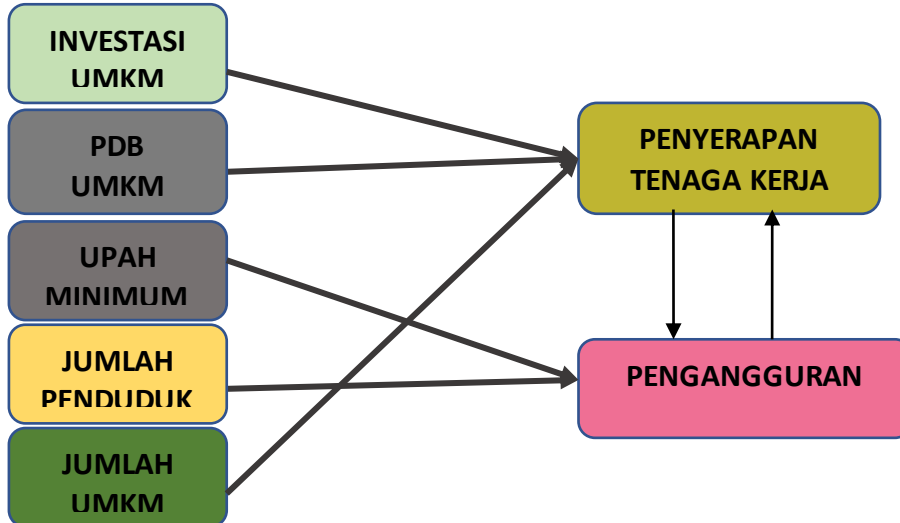 INVESTASI
UMKM
PDB
UMKM
UPAH
MINIMUM
JUMLAH
PENDUDUK
JUMLAH
UMKM
PENYERAPAN
TENAGA KERJA
PENGANGGURAN